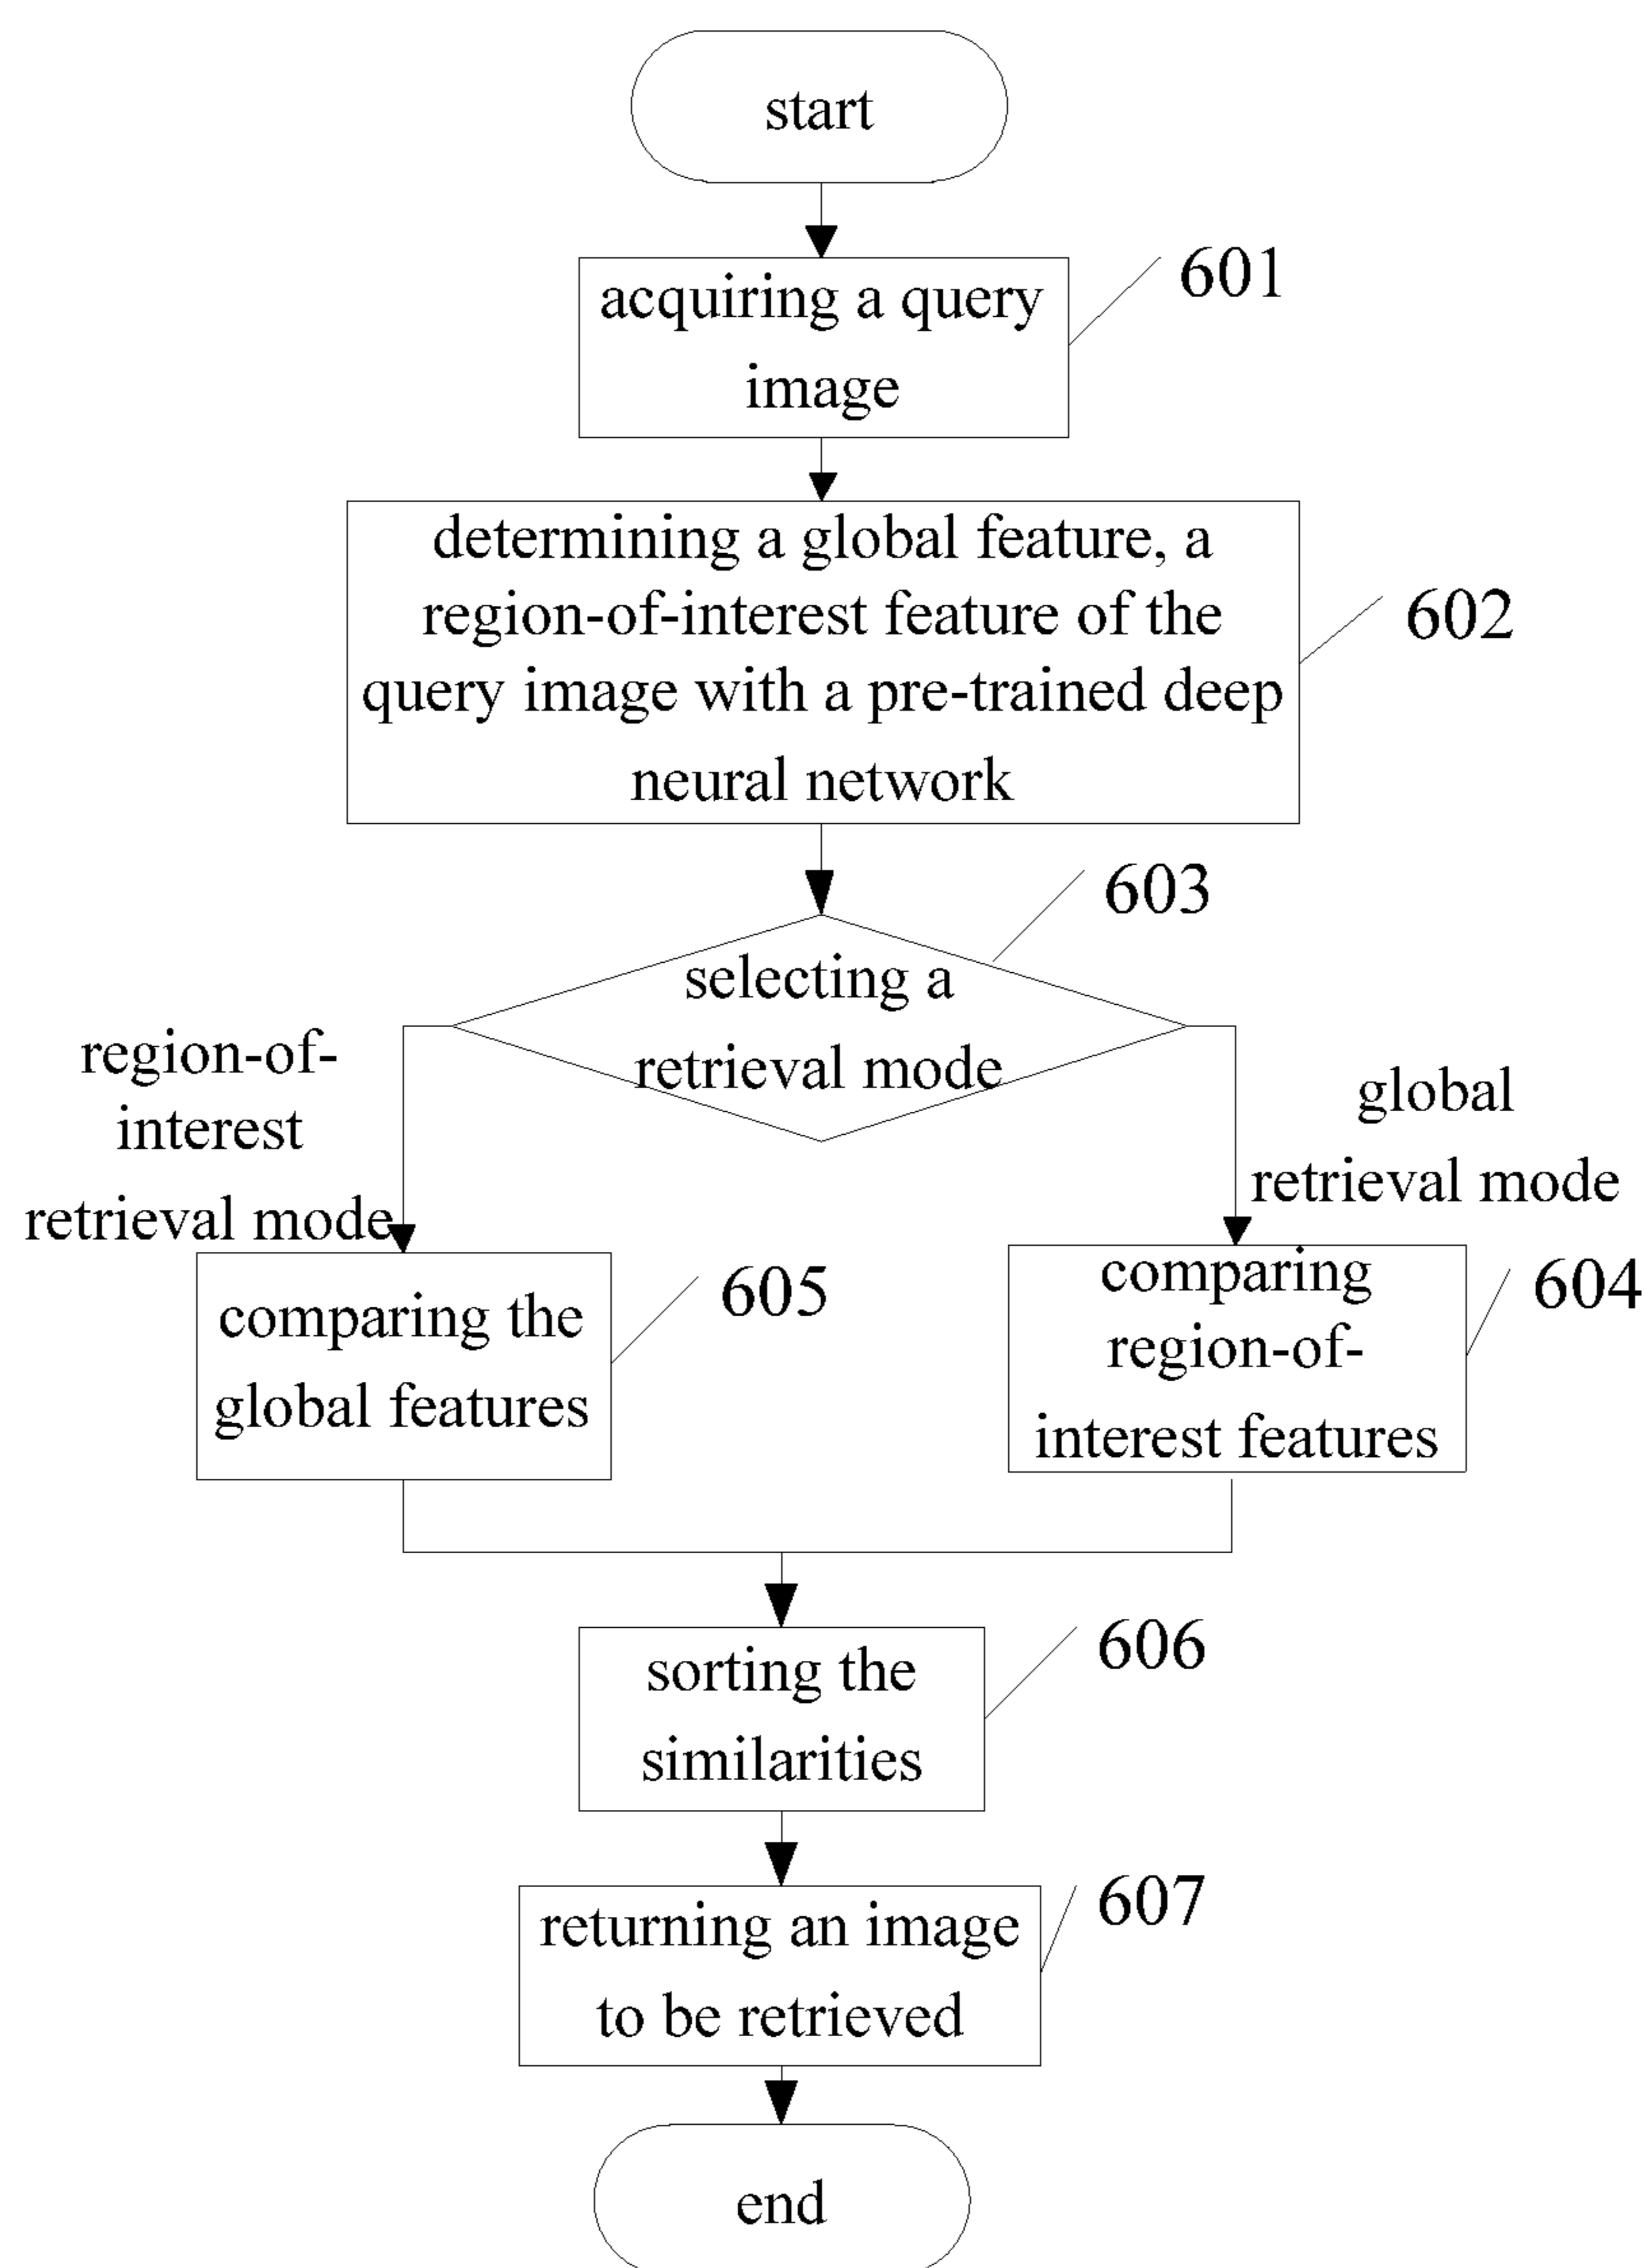 start
601
acquiring a query
image
determining a global feature, a
region-of-interest feature of the
query image with a pre-trained deep
neural network
602
603
selecting a
retrieval mode
region-of-
interest
retrieval mode
global
retrieval mode
605
comparing the
global features
604
comparing
region-of-
interest features
606
sorting the
similarities
607
returning an image
to be retrieved
end